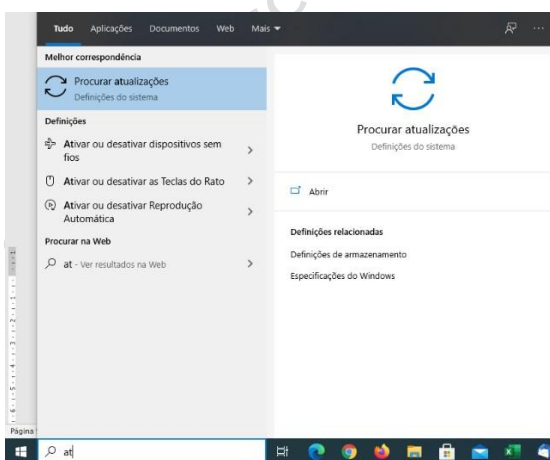 Tudo Aplicações Documentos Web Mais
Melhor correspondência
Procurar atualizações
Definições do sistema
Definições
Ativar ou desativar dispositivos sem
fios
Ativar ou desativar as Teclas do Rato
Ativar ou desativar Reprodução
Automática
Procurar na Web
at - Ver resultados na Web
Procurar atualizações
Definições do sistema
Abrir
Definições relacionadas
Definições de armazenamento
Especificações do Windows
Página
at